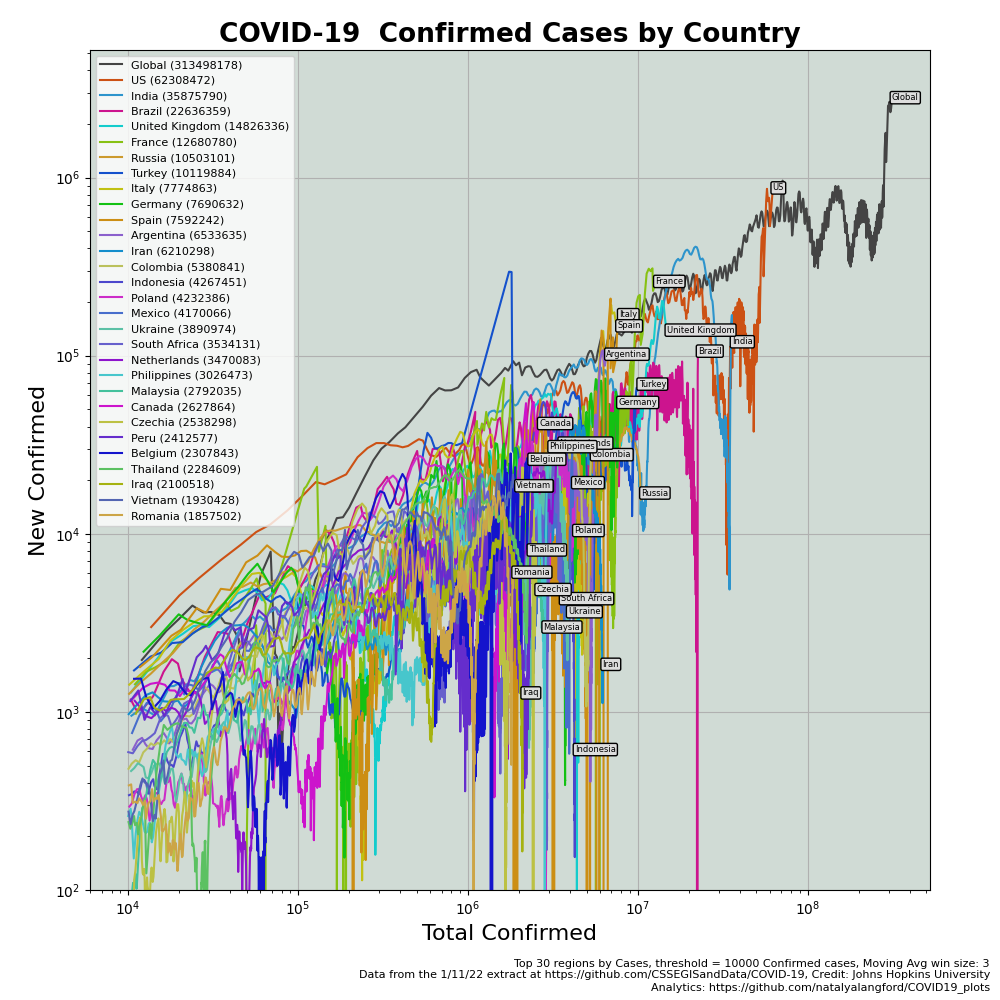 COVID-19  Confirmed Cases by Country
New Confirmed
10^6
10^5
10^4
10^3
10^2
Global (313498178)
US (62308472)
India (35875790)
Brazil (22636359)
United Kingdom (14826336)
France (12680780)
Russia (10503101)
Turkey (10119884)
Italy (7774863)
Germany (7690632)
Spain (7592242)
Argentina (6533635)
Iran (6210298)
Colombia (5380841)
Indonesia (4267451)
Poland (4232386)
Mexico (4170066)
Ukraine (3890974)
South Africa (3534131)
Netherlands (3470083)
Philippines (3026473)
Malaysia (2792035)
Canada (2627864)
Czechia (2538298)
Peru (2412577)
Belgium (2307843)
Thailand (2284609)
Iraq (2100518)
Vietnam (1930428)
Romania (1857502)
Global
US
France
Italy
Spain
United Kingdom
India
Brazil
Argentina
Turkey
Germany
Canada
Philippines
Colombia
Belgium
Mexico
Vietnam
Russia
Poland
Thailand
Romania
Czechia
South Africa
Ukraine
Malaysia
Iran
Iraq
Indonesia
10^4
10^5
10^6
10^7
10^8
Total Confirmed
Top 30 regions by Cases, threshold = 10000 Confirmed cases, Moving Avg win size: 3
Data from the 1/11/22 extract at https://github.com/CSSEGISandData/COVID-19, Credit: Johns Hopkins University
Analytics: https://github.com/natalyalangford/COVID19_plots